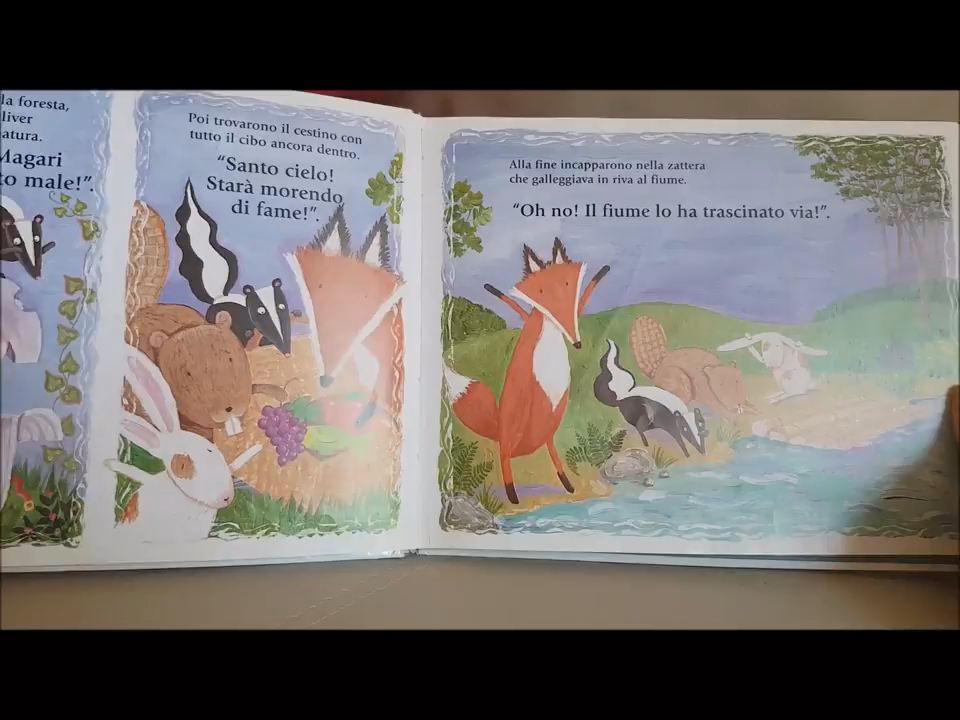 la foresta,
liver
atura.
Magari
to male!”.
Poi trovarono il cestino con
tutto il cibo ancora dentro.
“Santo cielo!
Starà morendo
di fame!”.
Alla fine incapparono nella zattera
che galleggiava in riva al fiume.
“Oh no! Il fiume lo ha trascinato via!”.